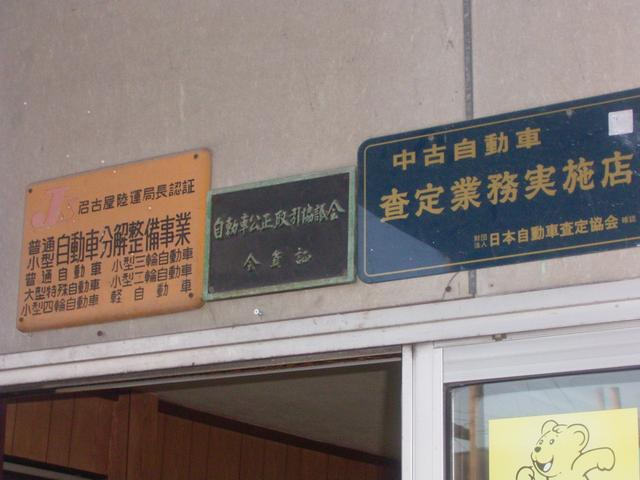 名古屋陸運局長認証
普通
小型 自動車分解整備事業
普通自動車 小型三輪自動車
大型特殊自動車 小型二輪自動車
小型四輪自動車 軽自動車
自動車公正取引協議会
会員証
中古自動車
査定業務実施店
財団法人 日本自動車査定協会